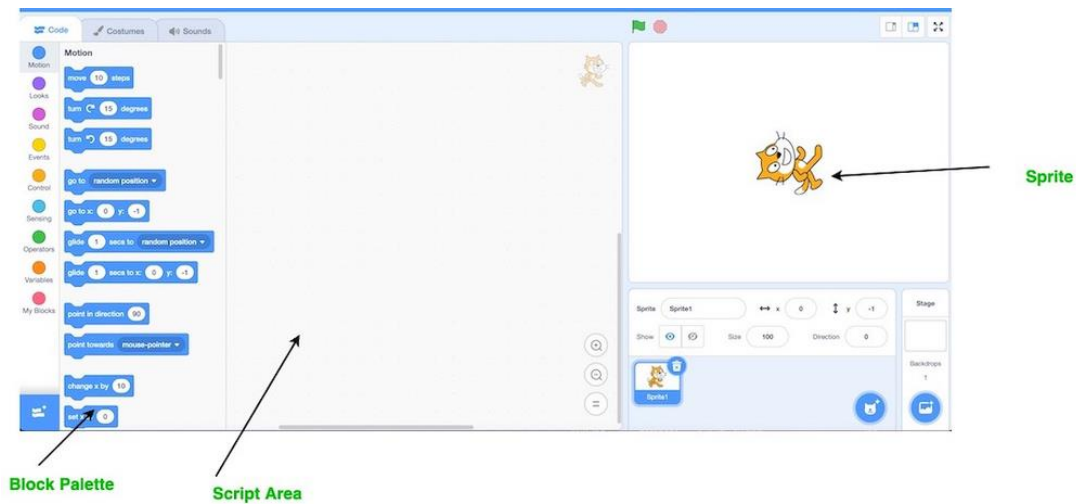 Code Costumes Sounds
Motion
Looks
Sound
Events
Control
Sensing
Operators
Variables
My Blocks
Motion
move 10 steps
turn 15 degrees
turn 15 degrees
go to random position
go to x: 0 y: -1
glide 1 secs to random position
glide 1 secs to x: 0 y: -1
point in direction 90
point towards mouse-pointer
change x by 10
0
Sprite Sprite1 x 0 y -1
Show Size 100 Direction 0
Sprite1
Stage
Backdrops
1
Sprite
Block Palette
Script Area